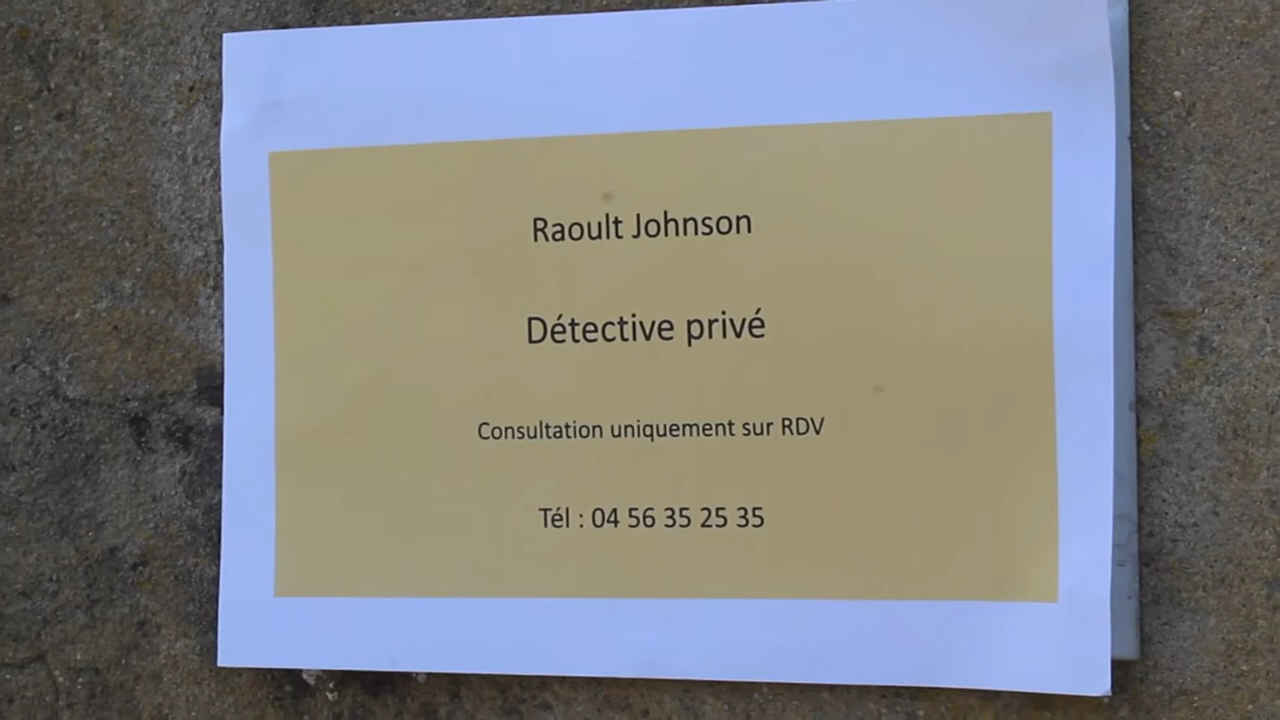 Raoult Johnson
Détective privé
Consultation uniquement sur RDV
Tél : 04 56 35 25 35